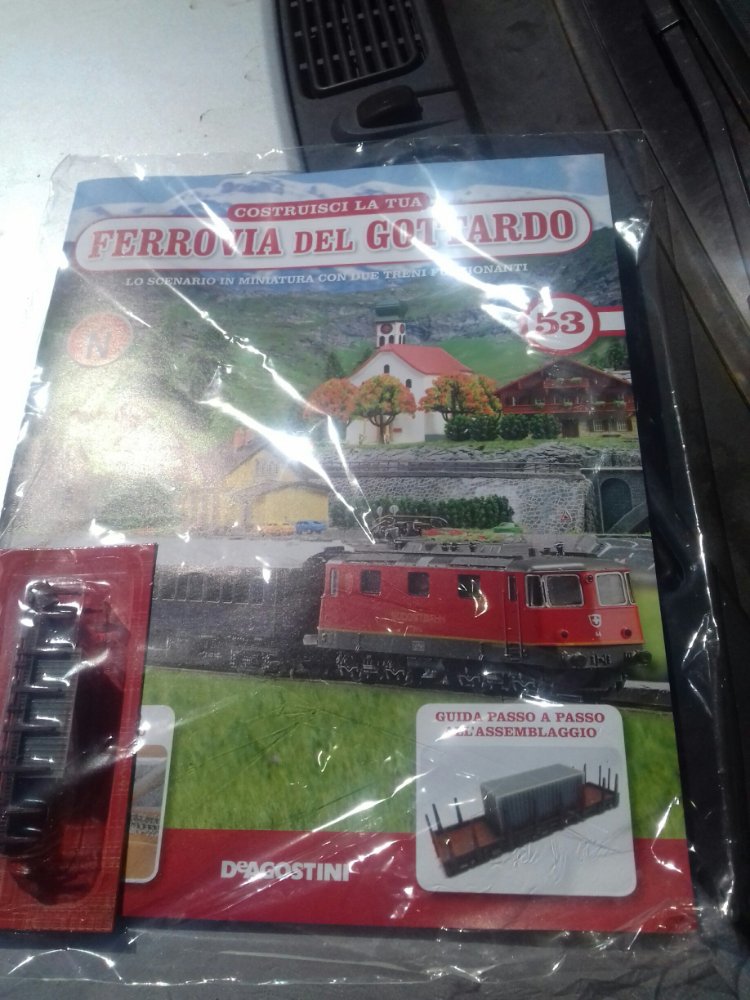 COSTRUISCI LA TUA
FERROVIA DEL GOTTARDO
LO SCENARIO IN MINIATURA CON DUE TRENI FUNZIONANTI
53
N
GUIDA PASSO A PASSO
ALL'ASSEMBLAGGIO
DeAGOSTINI